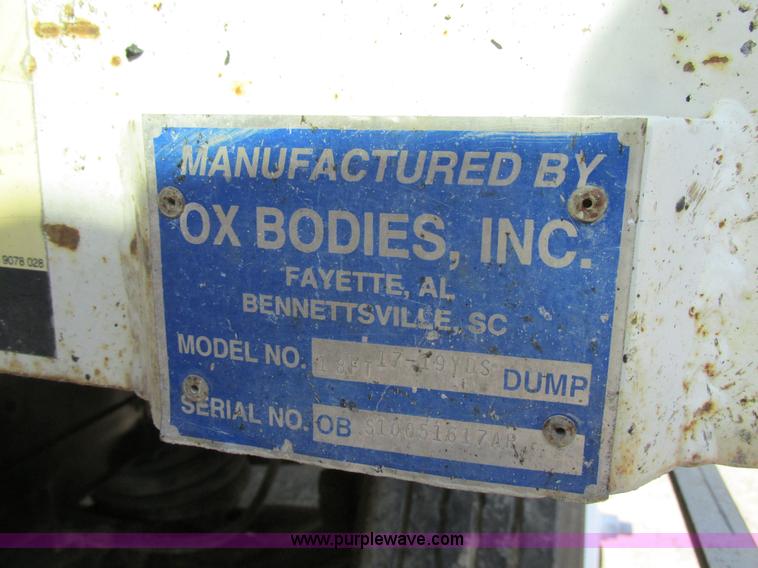 MANUFACTURED BY
OX BODIES, INC.
FAYETTE, AL
BENNETTSVILLE, SC
MODEL NO. 18FT 17-19YDS DUMP
SERIAL NO. OB
9078 028
www.purplewave.com